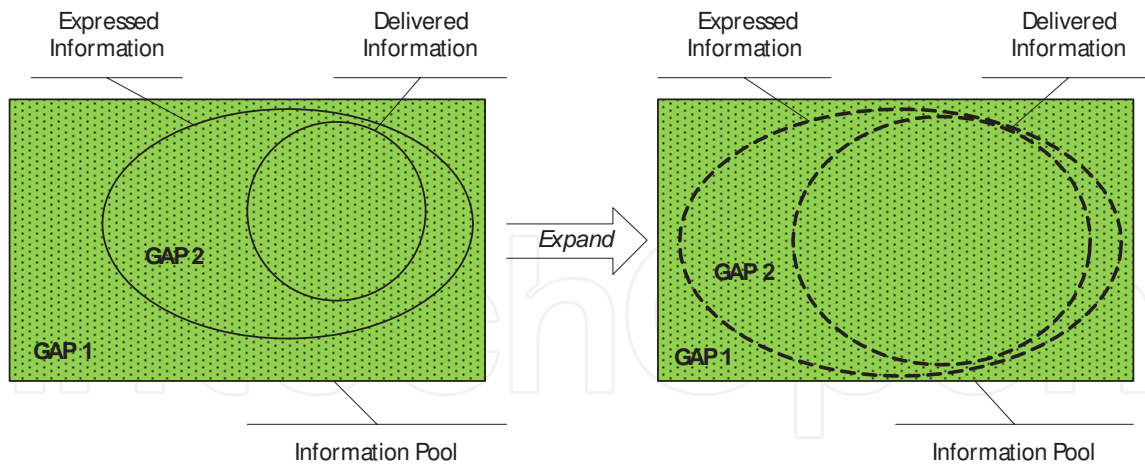 Expressed
Information
Delivered
Information
GAP 2
GAP 1
Information Pool
Expand
Expressed
Information
Delivered
Information
GAP 2
GAP 1
Information Pool